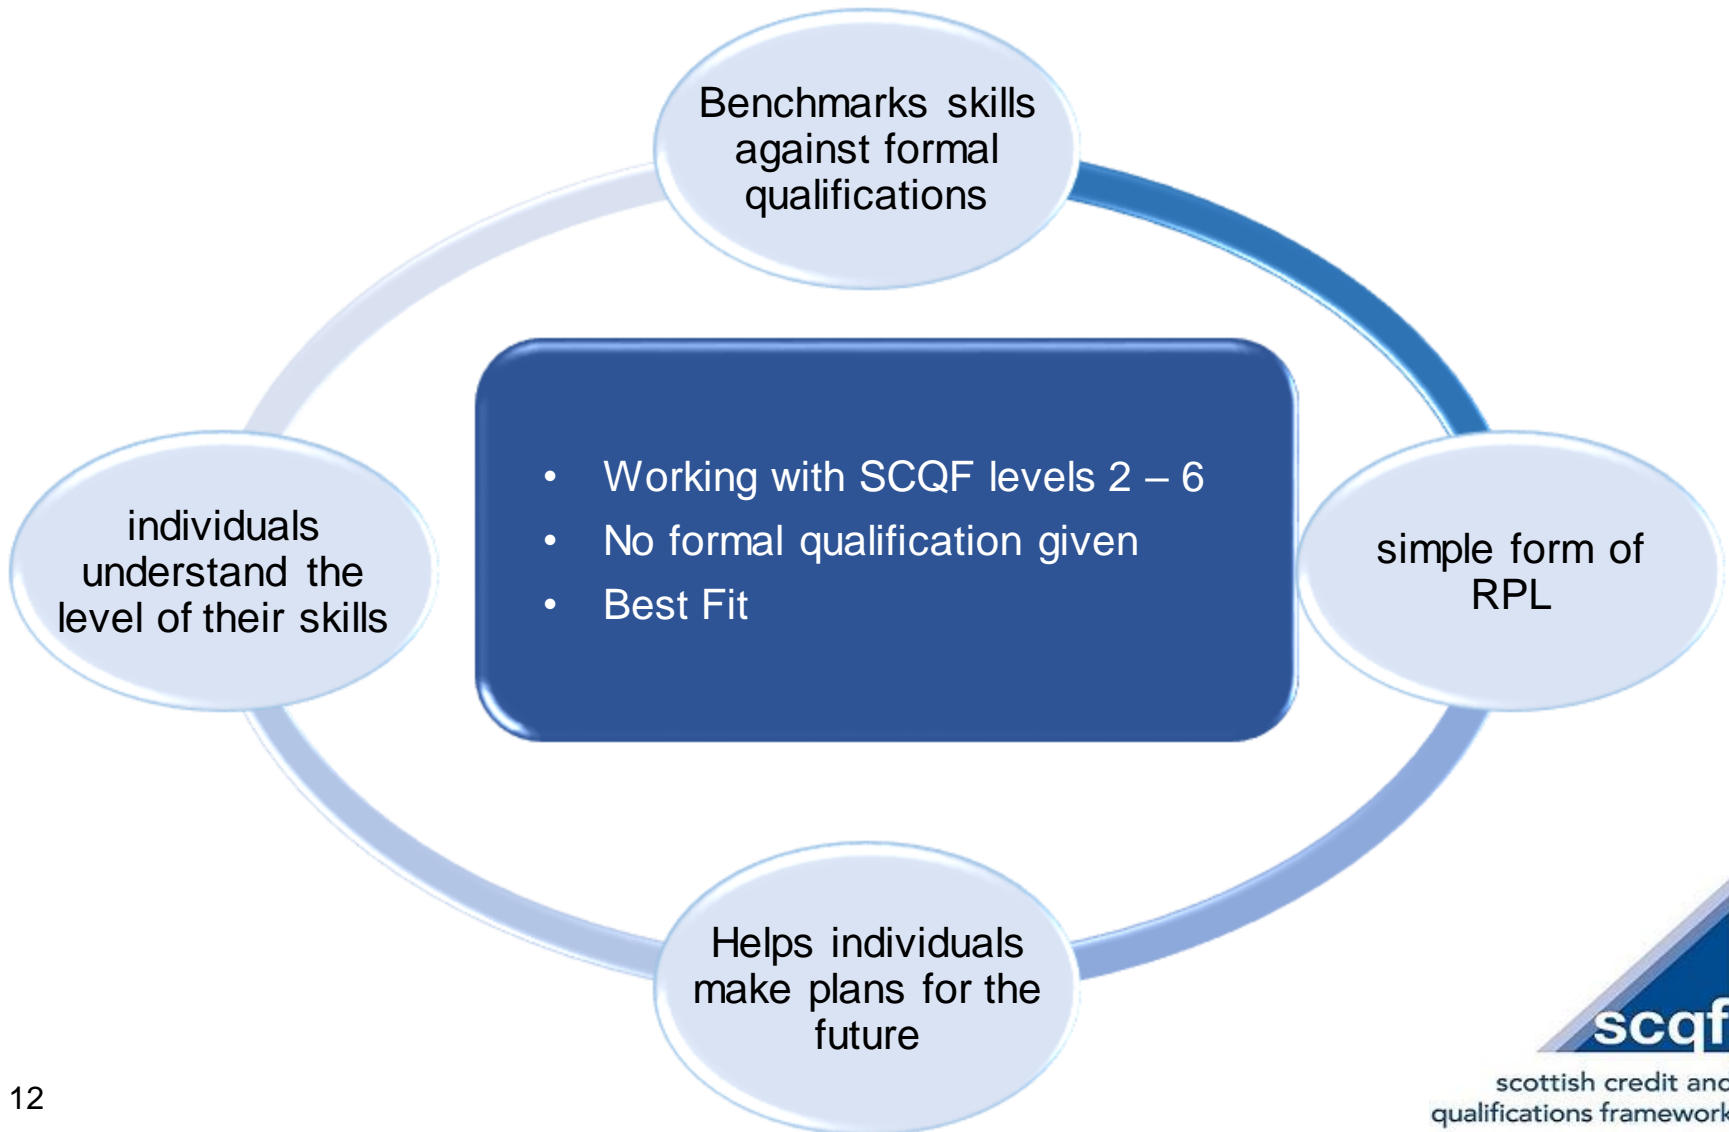 Benchmarks skills
against formal
qualifications
• Working with SCQF levels 2 – 6
• No formal qualification given
• Best Fit
individuals
understand the
level of their skills
simple form of
RPL
Helps individuals
make plans for the
future
scqf
scottish credit and
qualifications framework
12